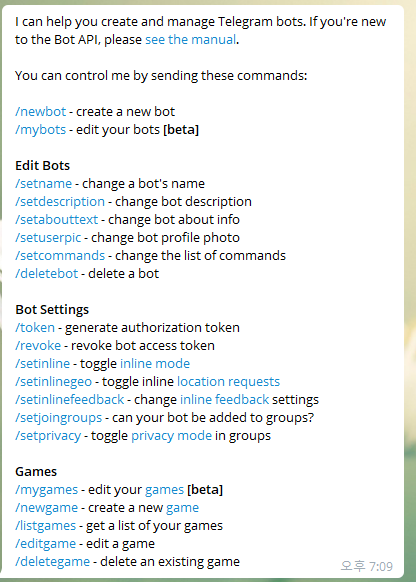 I can help you create and manage Telegram bots. If you're new
to the Bot API, please see the manual.
You can control me by sending these commands:
/newbot - create a new bot
/mybots - edit your bots [beta]
Edit Bots
/setname - change a bot's name
/setdescription - change bot description
/setabouttext - change bot about info
/setuserpic - change bot profile photo
/setcommands - change the list of commands
/deletebot - delete a bot
Bot Settings
/token - generate authorization token
/revoke - revoke bot access token
/setinline - toggle inline mode
/setinlinegeo - toggle inline location requests
/setinlinefeedback - change inline feedback settings
/setjoingroups - can your bot be added to groups?
/setprivacy - toggle privacy mode in groups
Games
/mygames - edit your games [beta]
/newgame - create a new game
/listgames - get a list of your games
/editgame - edit a game
/deletegame - delete an existing game
오후 7:09